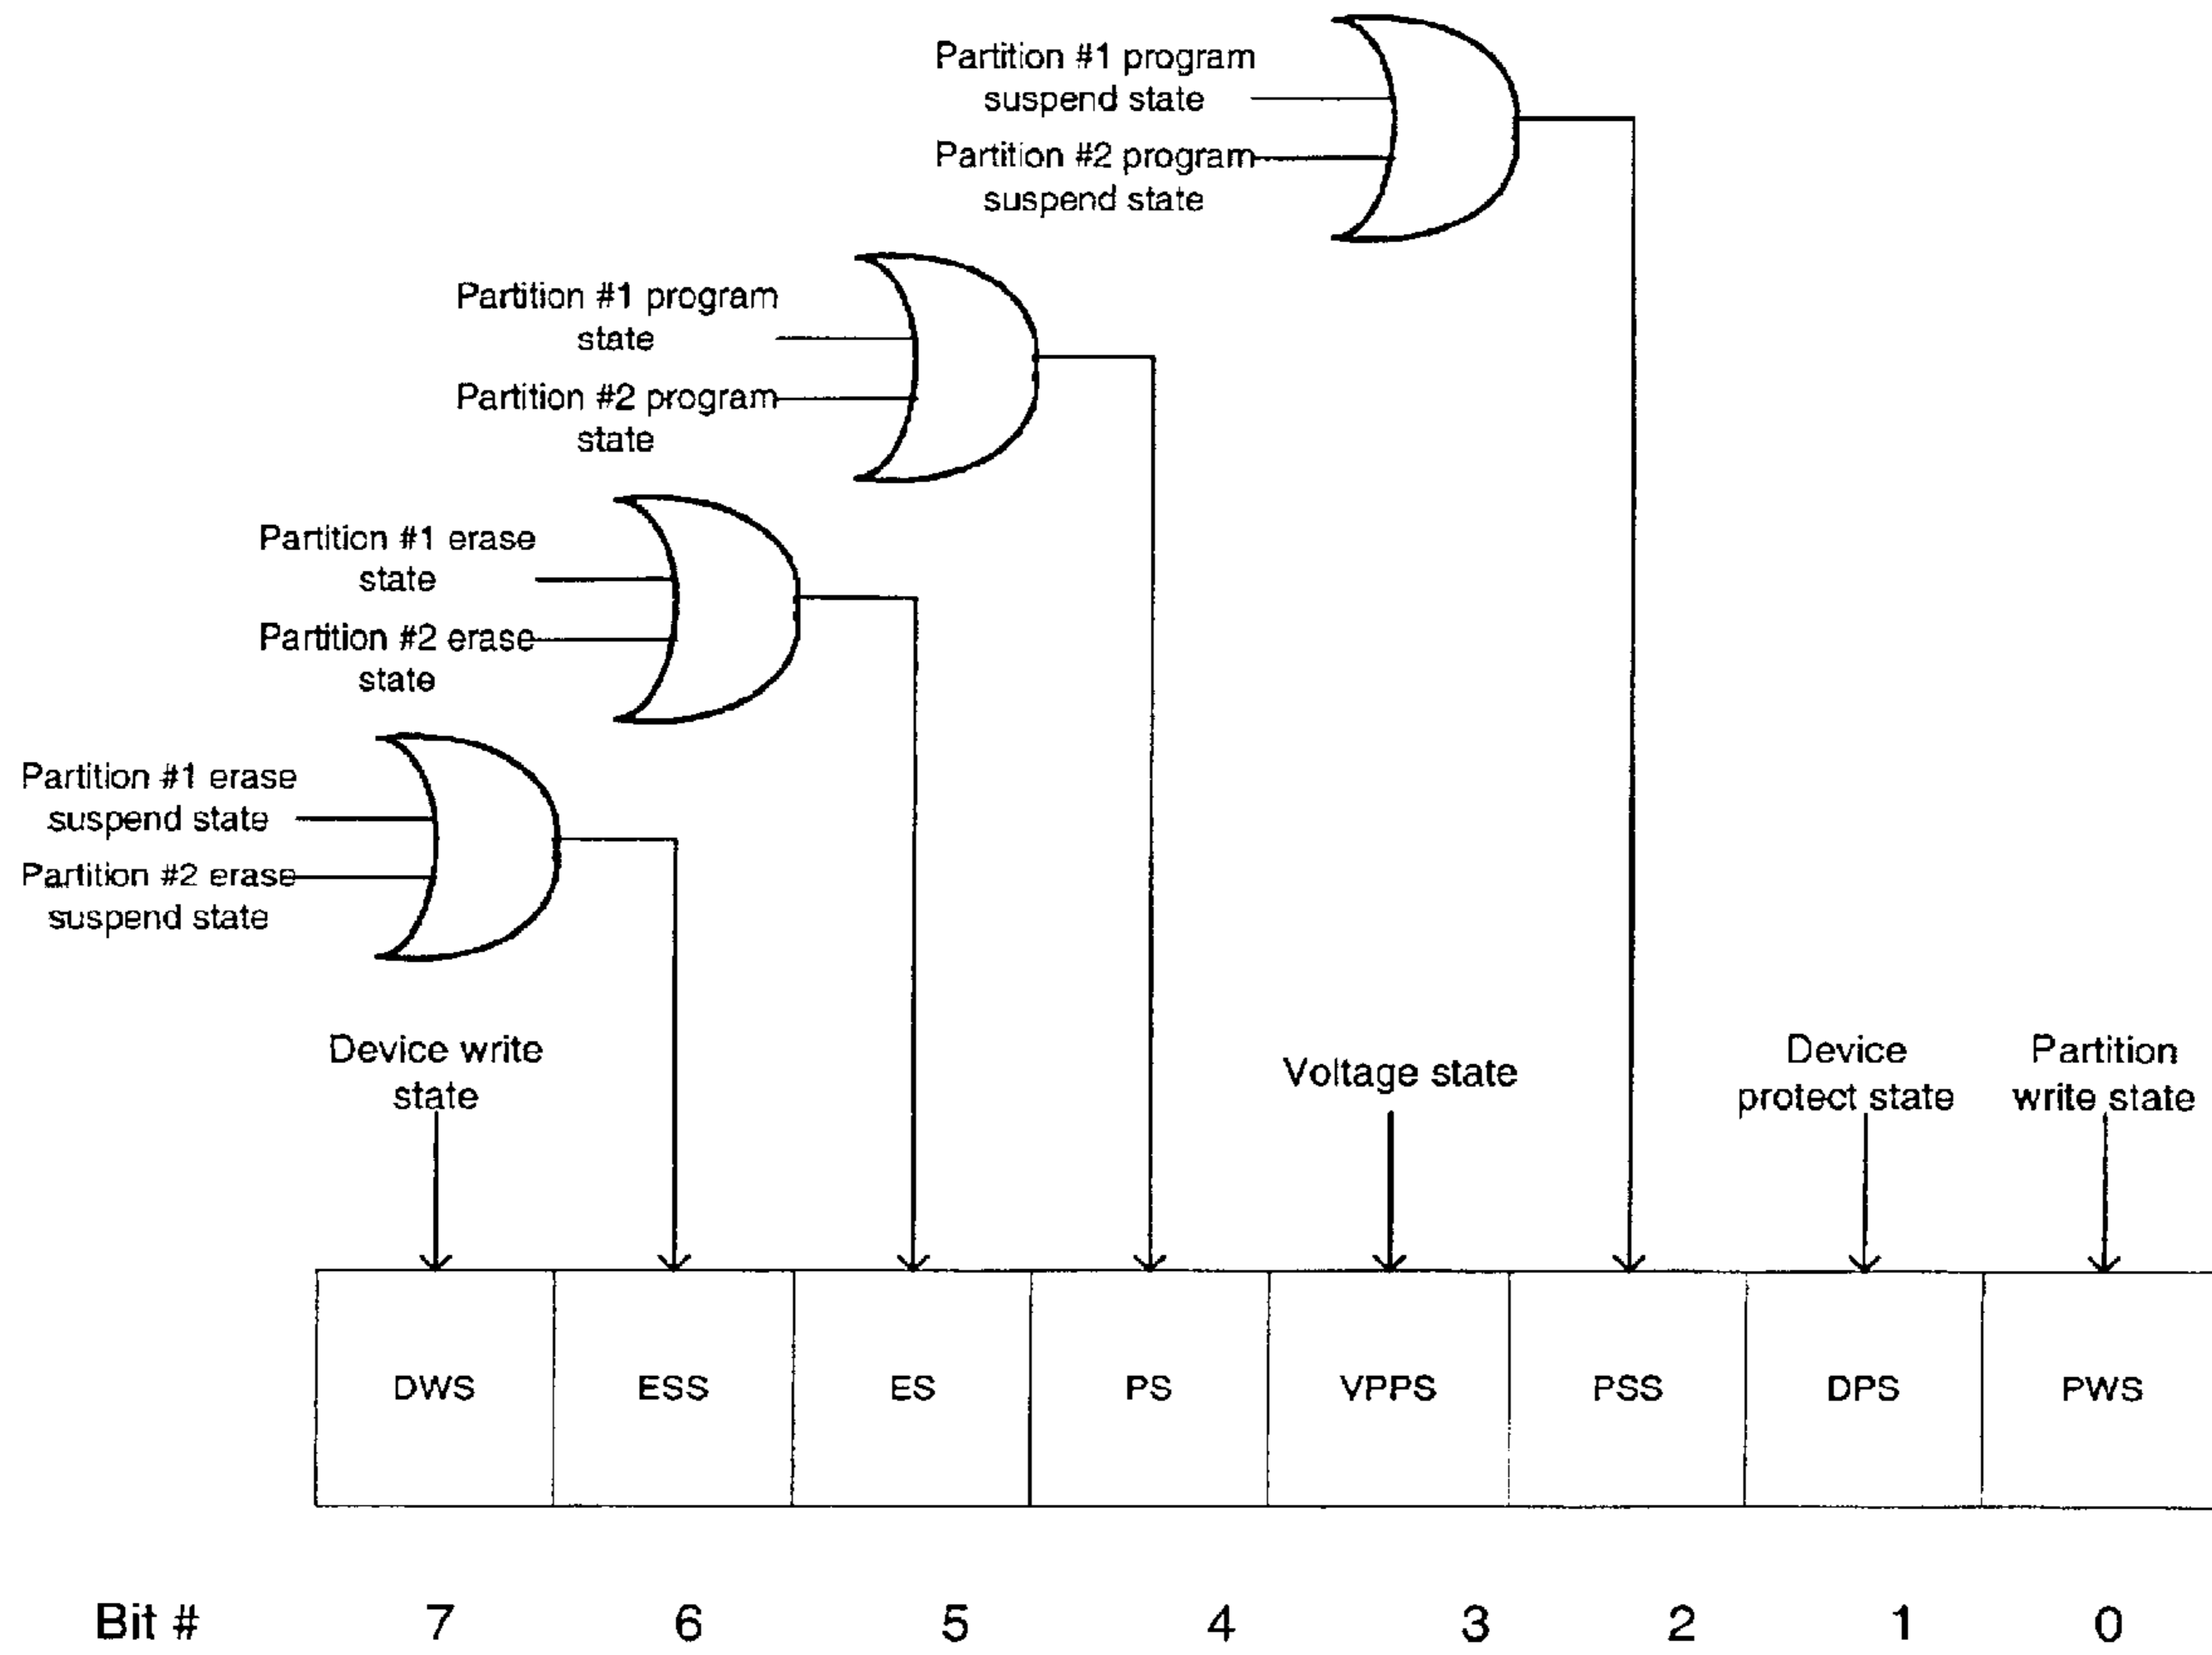 Partition #1 program
suspend state
Partition #2 program
suspend state
Partition #1 program
state
Partition #2 program
state
Partition #1 erase
state
Partition #2 erase
state
Partition #1 erase
suspend state
Partition #2 erase
suspend state
Device write
state
Voltage state
Device
protect state
Partition
write state
DWS ESS ES PS VPPS PSS DPS PWS
Bit # 7 6 5 4 3 2 1 0